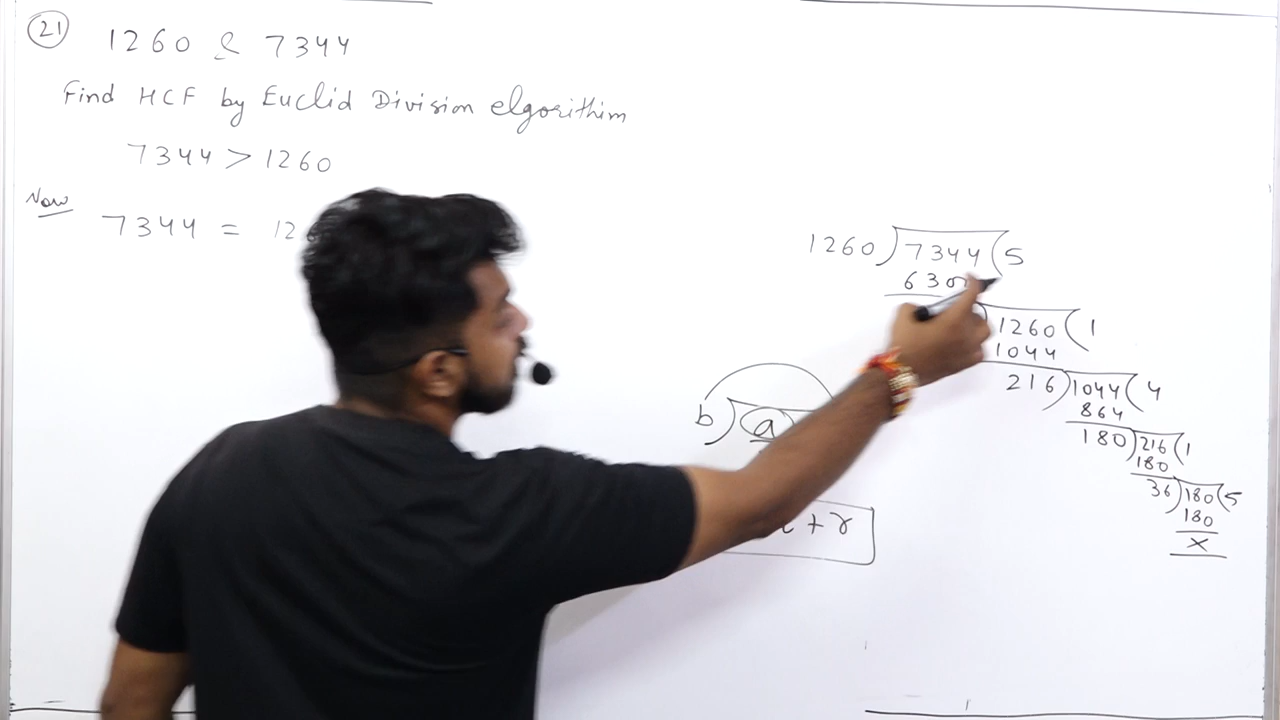 21 1260 & 7344
Find HCF by Euclid Division elgorithim
7344 > 1260
Now 7344 = 12
1260 ) 7344 ( 5
630
1260 ( 1
1044
216 ) 1044 ( 4
864
180 ) 216 ( 1
180
36 ) 180 ( 5
180
×
b ) a
+ r